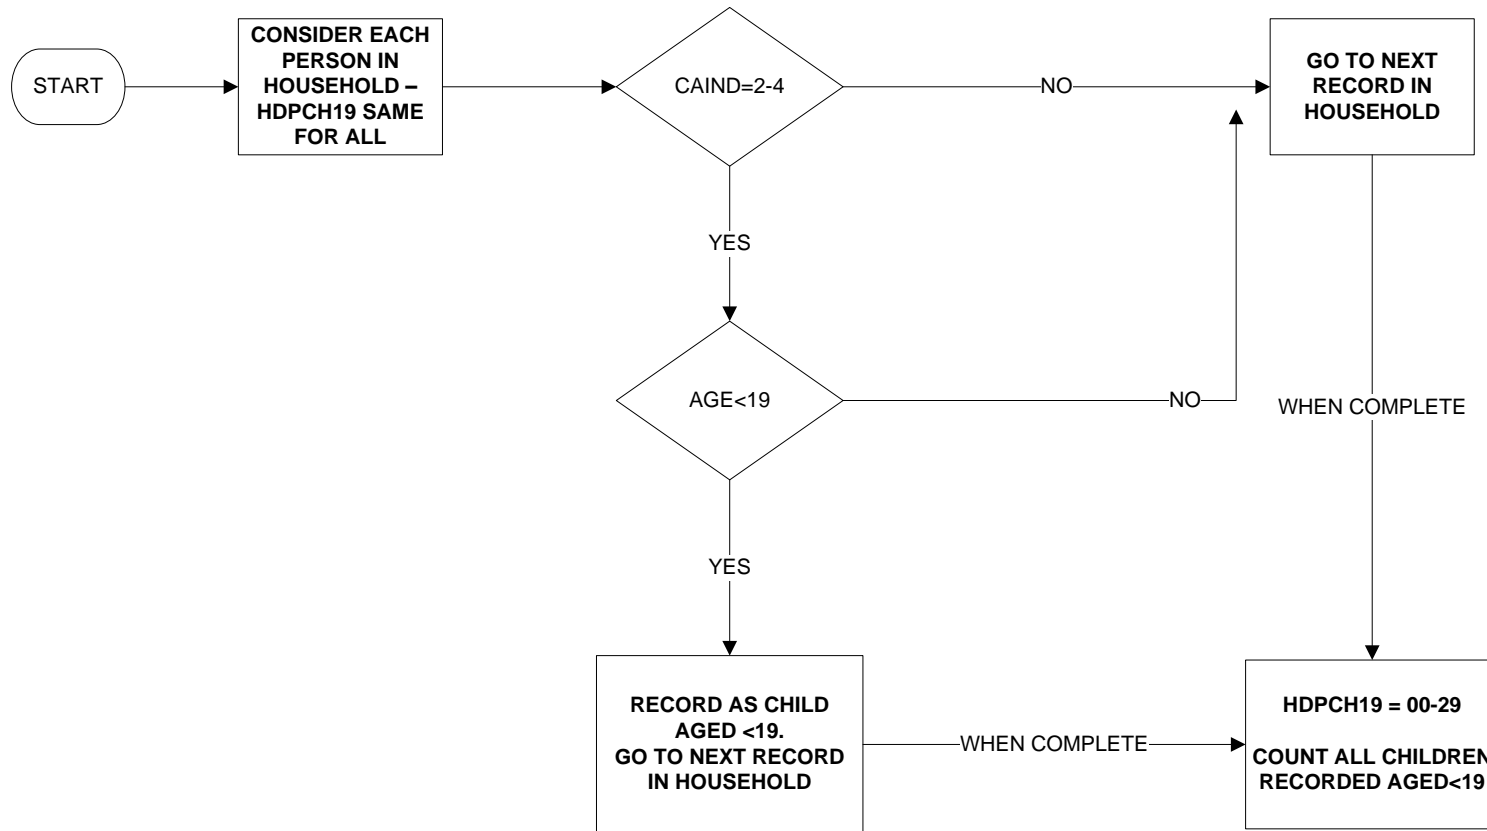 START
CONSIDER EACH
PERSON IN
HOUSEHOLD –
HDPCH19 SAME
FOR ALL
CAIND=2-4
NO
GO TO NEXT
RECORD IN
HOUSEHOLD
YES
AGE<19
NO
WHEN COMPLETE
YES
RECORD AS CHILD
AGED <19.
GO TO NEXT RECORD
IN HOUSEHOLD
WHEN COMPLETE
HDPCH19 = 00-29
COUNT ALL CHILDREN
RECORDED AGED<19